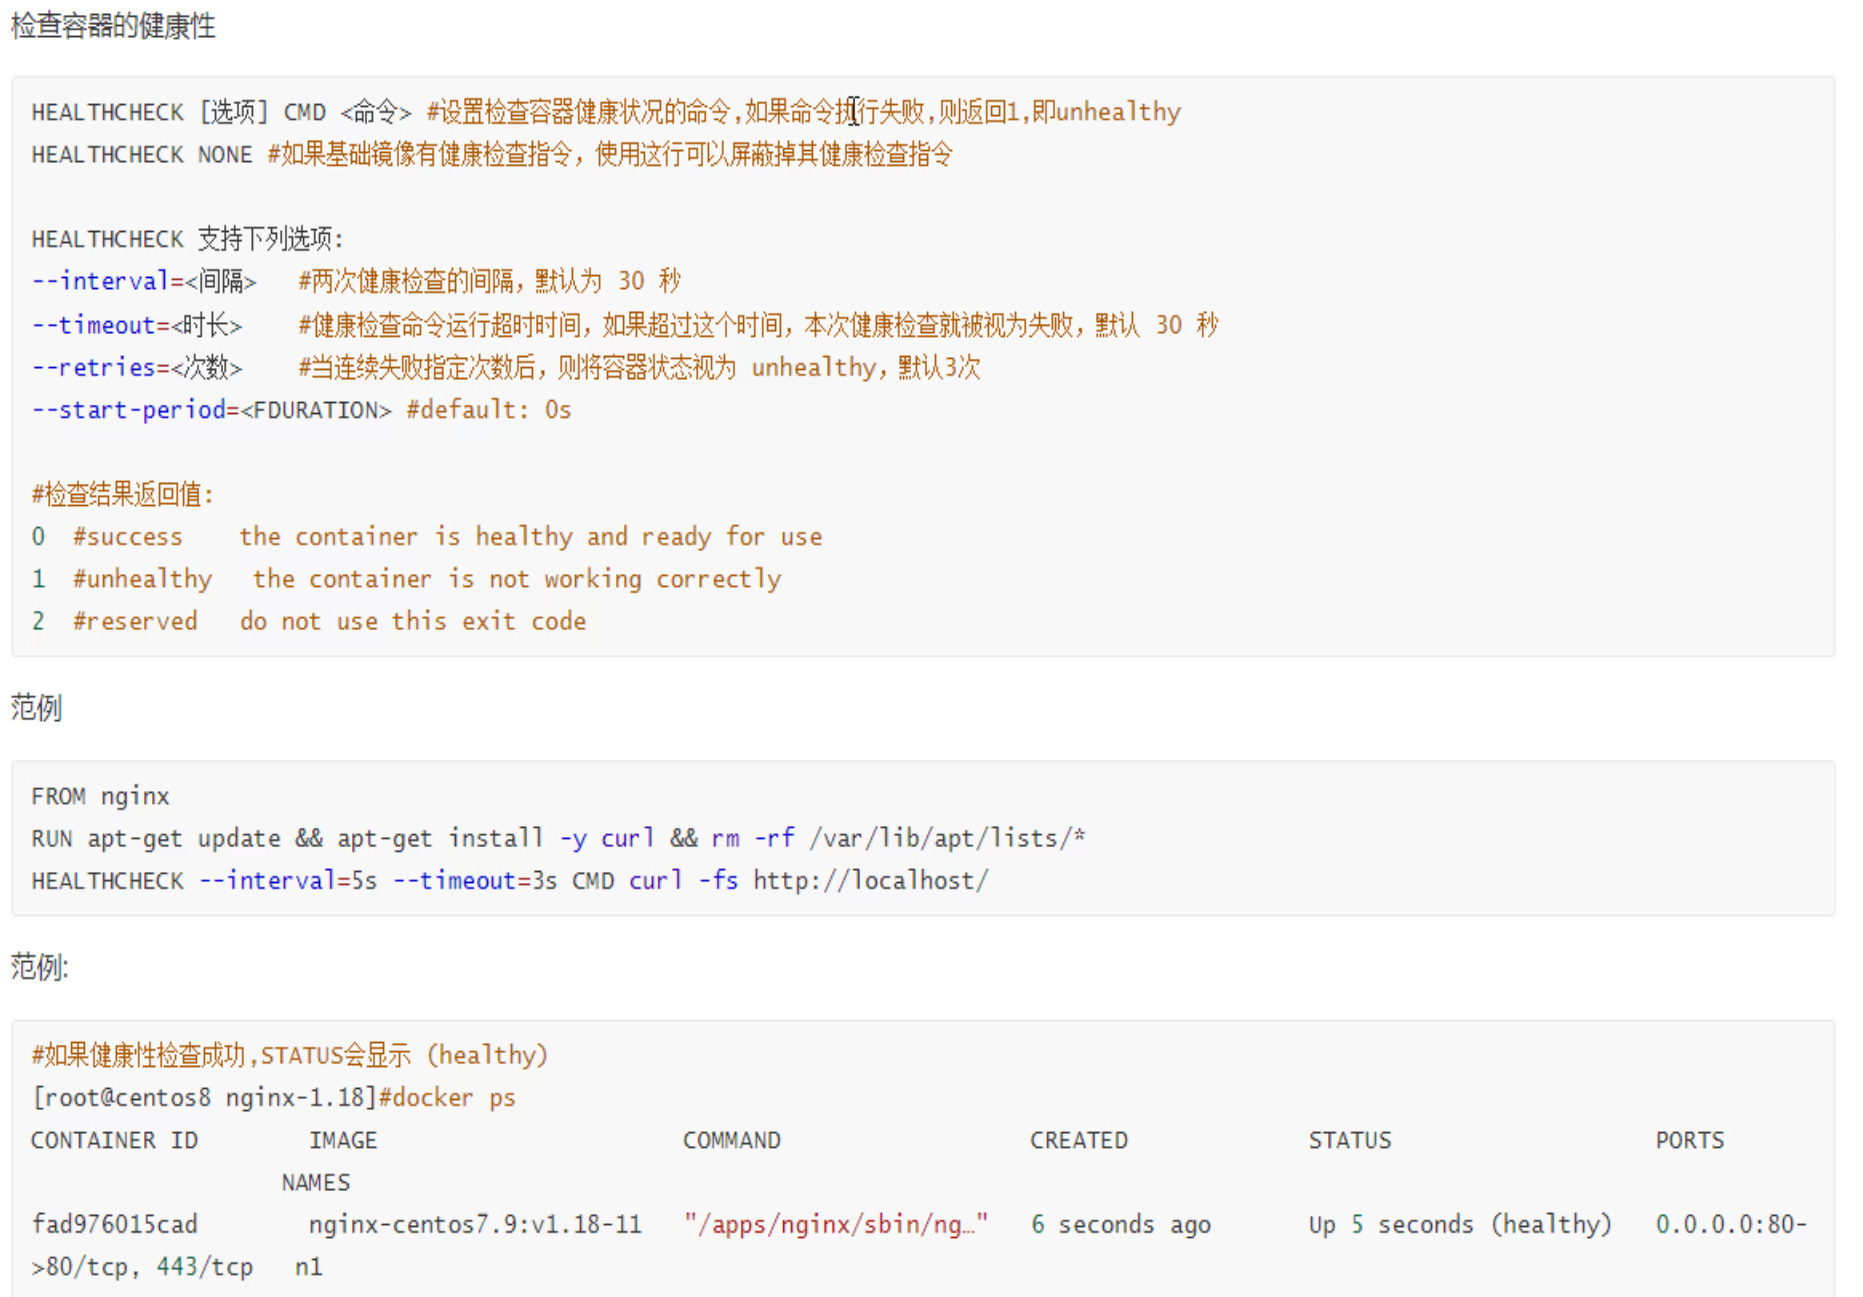 检查容器的健康性
HEALTHCHECK [选项] CMD <命令> #设置检查容器健康状况的命令,如果命令执行失败,则返回1,即unhealthy
HEALTHCHECK NONE #如果基础镜像有健康检查指令，使用这行可以屏蔽掉其健康检查指令
HEALTHCHECK 支持下列选项:
--interval=<间隔>   #两次健康检查的间隔，默认为 30 秒
--timeout=<时长>    #健康检查命令运行超时时间，如果超过这个时间，本次健康检查就被视为失败，默认 30 秒
--retries=<次数>    #当连续失败指定次数后，则将容器状态视为 unhealthy，默认3次
--start-period=<FDURATION> #default: 0s
#检查结果返回值:
0  #success    the container is healthy and ready for use
1  #unhealthy   the container is not working correctly
2  #reserved   do not use this exit code
范例
FROM nginx
RUN apt-get update && apt-get install -y curl && rm -rf /var/lib/apt/lists/*
HEALTHCHECK --interval=5s --timeout=3s CMD curl -fs http://localhost/
范例:
#如果健康性检查成功,STATUS会显示 (healthy)
[root@centos8 nginx-1.18]#docker ps
CONTAINER ID        IMAGE                      COMMAND                  CREATED             STATUS                   PORTS
NAMES
fad976015cad        nginx-centos7.9:v1.18-11   "/apps/nginx/sbin/ng…"   6 seconds ago       Up 5 seconds (healthy)   0.0.0.0:80-
>80/tcp, 443/tcp   n1